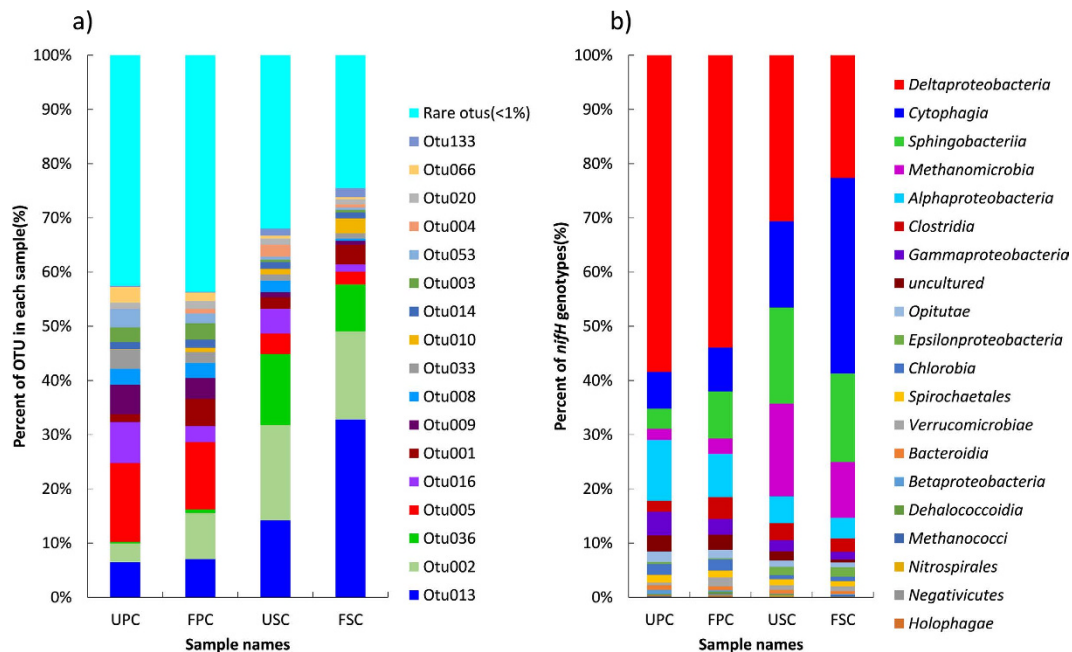 a)
Percent of OTU in each sample(%)
100%
90%
80%
70%
60%
50%
40%
30%
20%
10%
0%
UPC FPC USC FSC
Sample names
Rare otus(<1%)
Otu133
Otu066
Otu020
Otu004
Otu053
Otu003
Otu014
Otu010
Otu033
Otu008
Otu009
Otu001
Otu016
Otu005
Otu036
Otu002
Otu013
b)
Percent of nifH genotypes(%)
100%
90%
80%
70%
60%
50%
40%
30%
20%
10%
0%
UPC FPC USC FSC
Sample names
Deltaproteobacteria
Cytophagia
Sphingobacteriia
Methanomicrobia
Alphaproteobacteria
Clostridia
Gammaproteobacteria
uncultured
Opitutae
Epsilonproteobacteria
Chlorobia
Spirochaetales
Verrucomicrobiae
Bacteroidia
Betaproteobacteria
Dehalococcoidia
Methanococci
Nitrospirales
Negativicutes
Holophagae